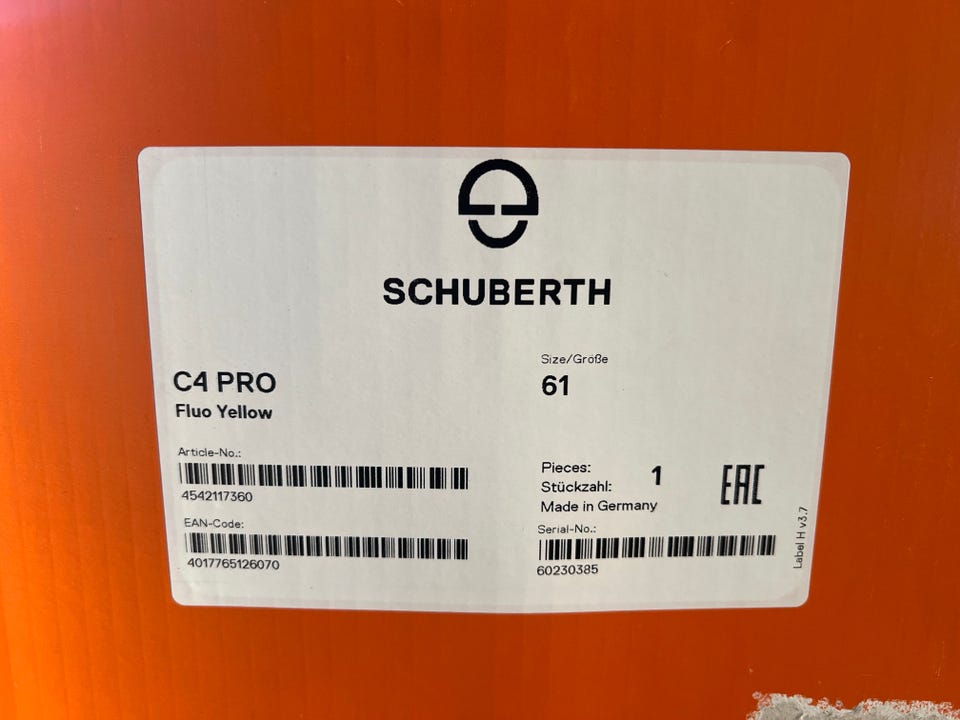 SCHUBERTH
C4 PRO
Fluo Yellow
Size/Größe
61
Article-No.:
4542117360
EAN-Code:
4017765126070
Pieces:
Stückzahl: 1
Made in Germany
EAC
Serial-No.:
60230385
Label H v3.7